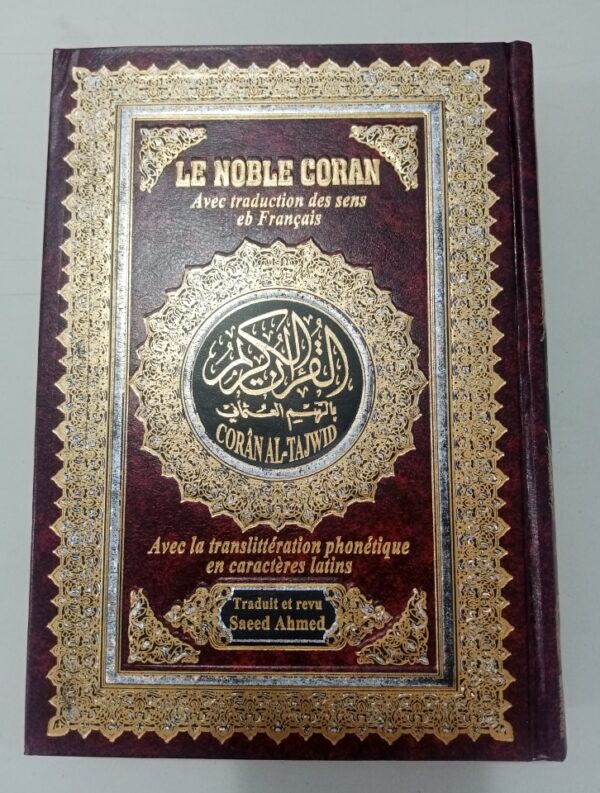 LE NOBLE CORAN
Avec traduction des sens
eb Français
القرآن الكريم
بالرسم العثماني
CORÂN AL-TAJWID
Avec la translittération phonétique
en caractères latins
Traduit et revu
Saeed Ahmed